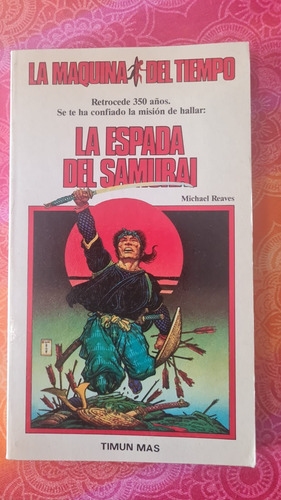 LA MAQUINA DEL TIEMPO
Retrocede 350 años.
Se te ha confiado la misión de hallar:
LA ESPADA
DEL SAMURAI
Michael Reaves
TIMUN MAS